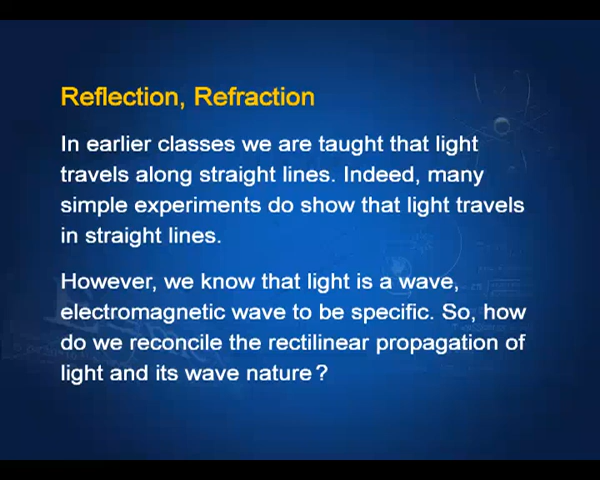 Reflection, Refraction
In earlier classes we are taught that light
travels along straight lines. Indeed, many
simple experiments do show that light travels
in straight lines.
However, we know that light is a wave,
electromagnetic wave to be specific. So, how
do we reconcile the rectilinear propagation of
light and its wave nature?